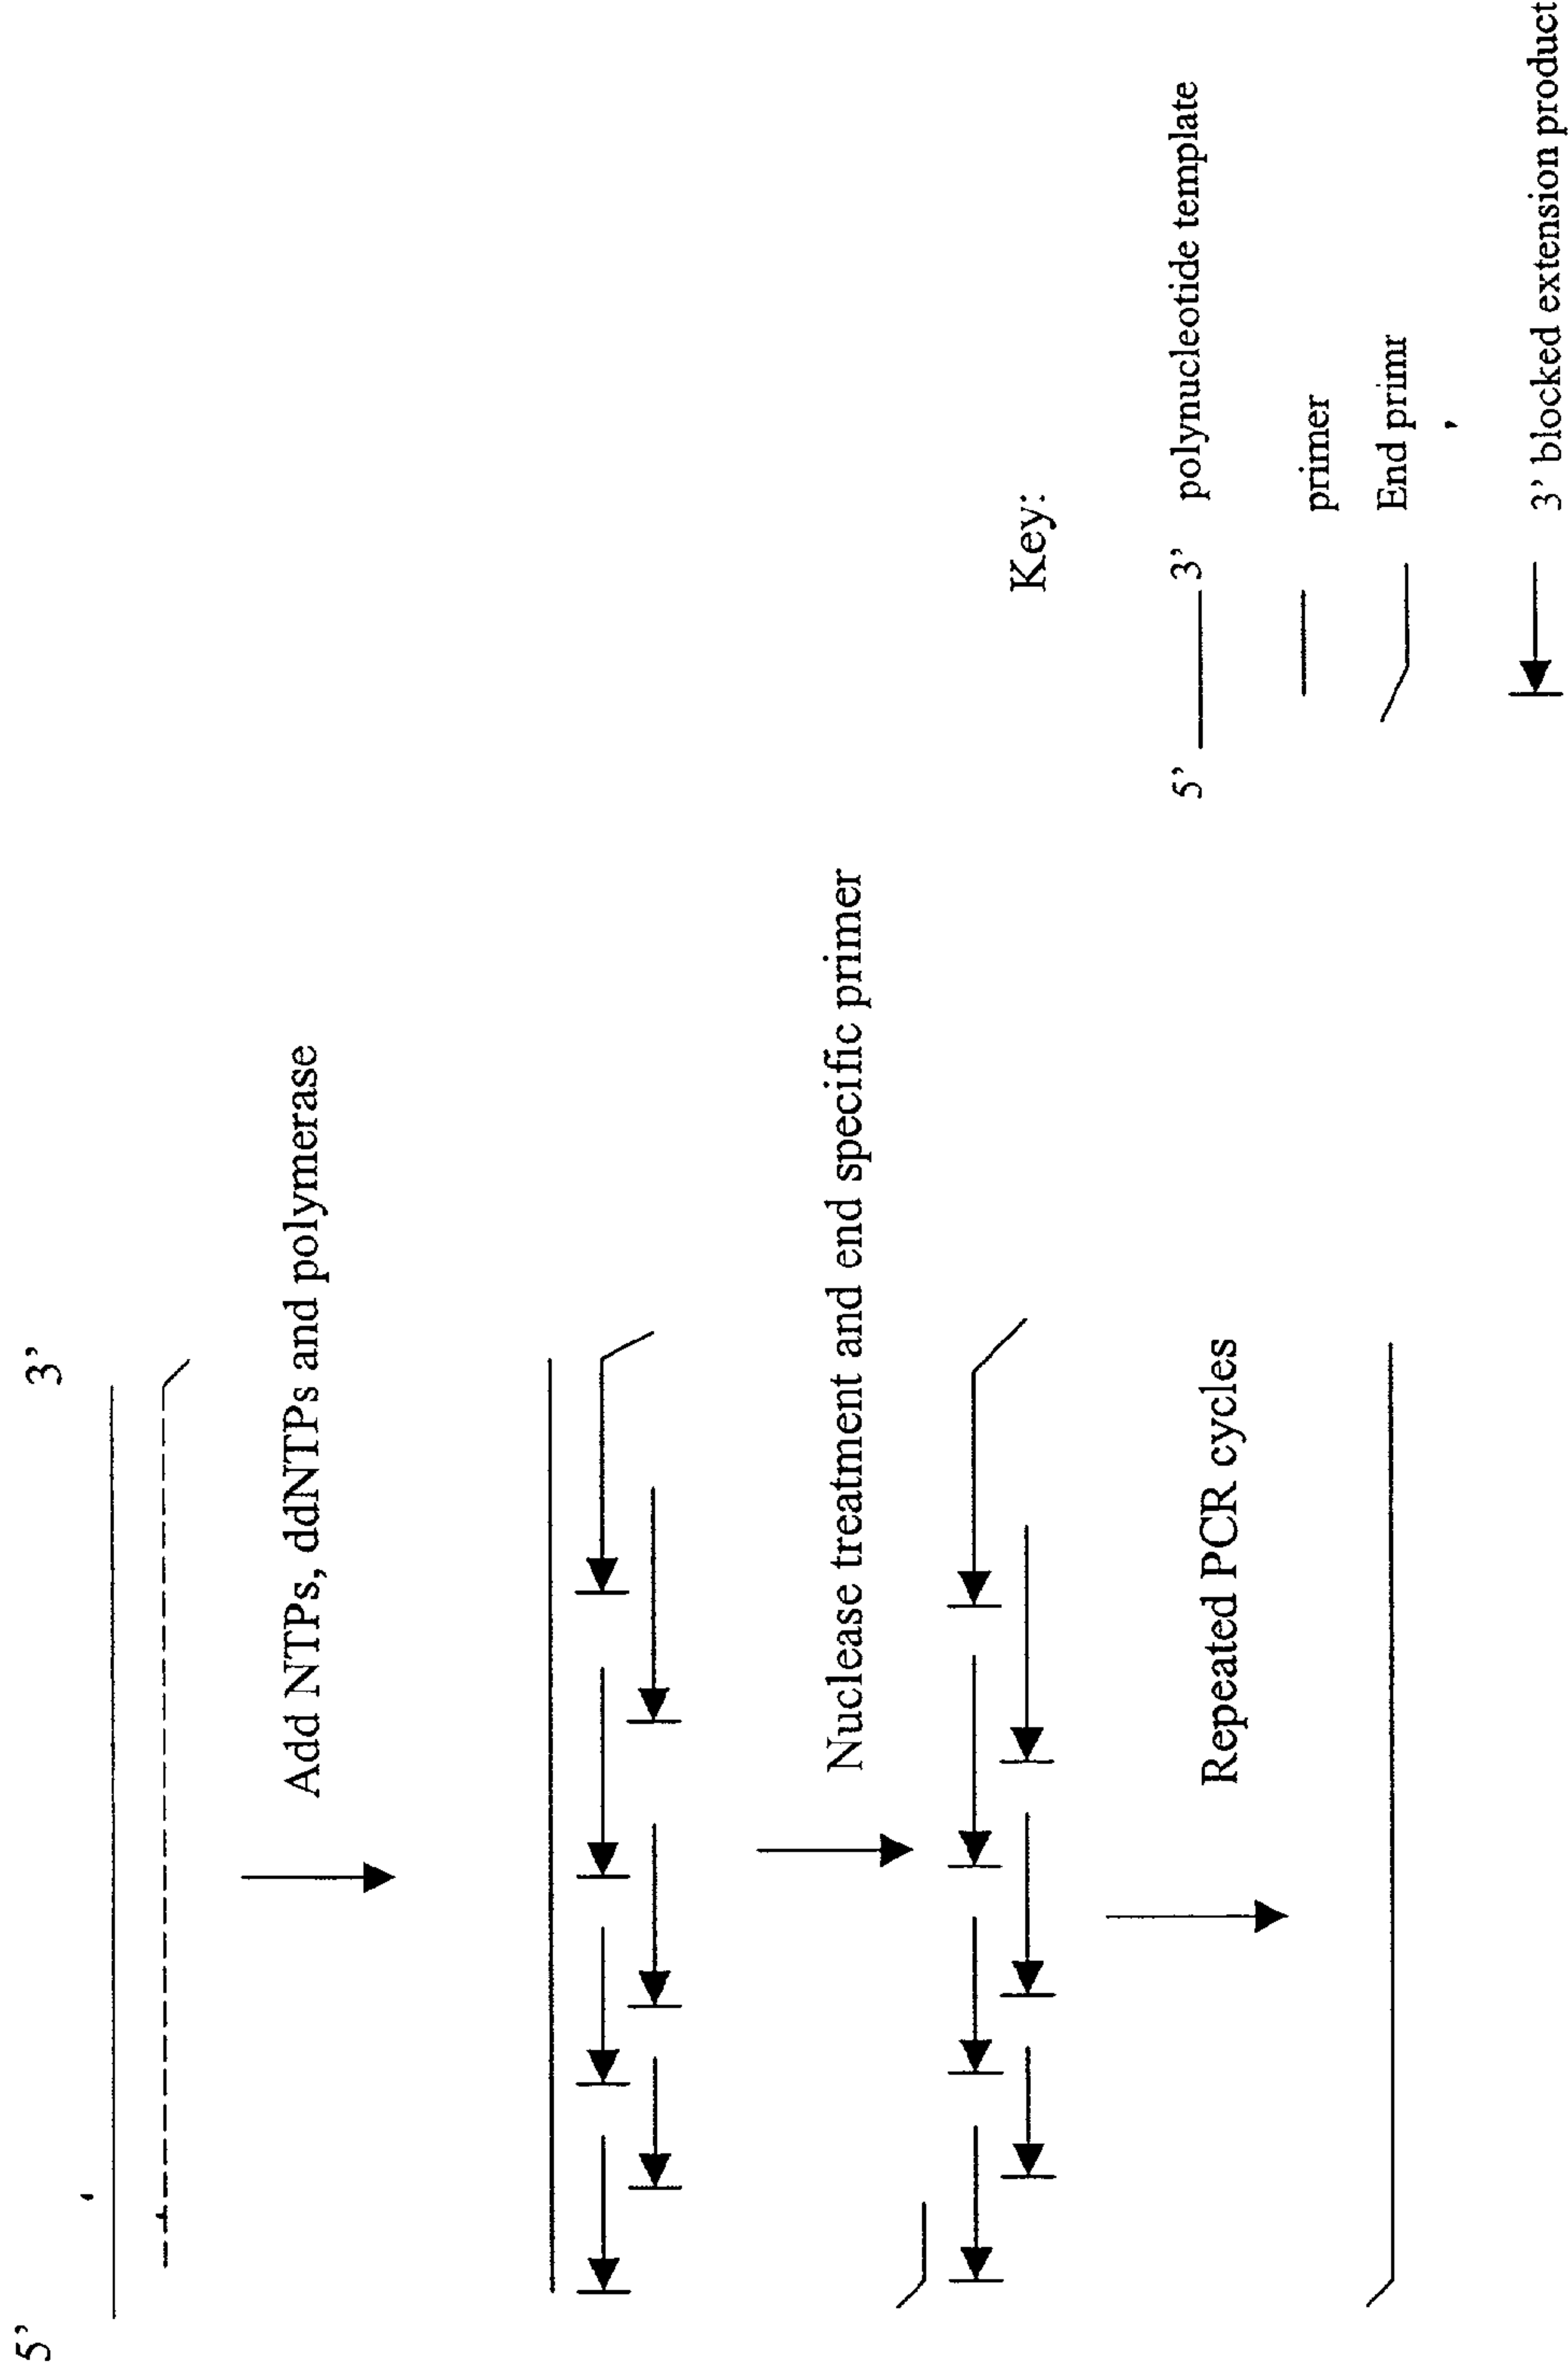 5' 3'
Add NTPs, ddNTPs and polymerase
Nuclease treatment and end specific primer
Repeated PCR cycles
Key:
5' 3' polynucleotide template
primer
End primr
3' blocked extension product